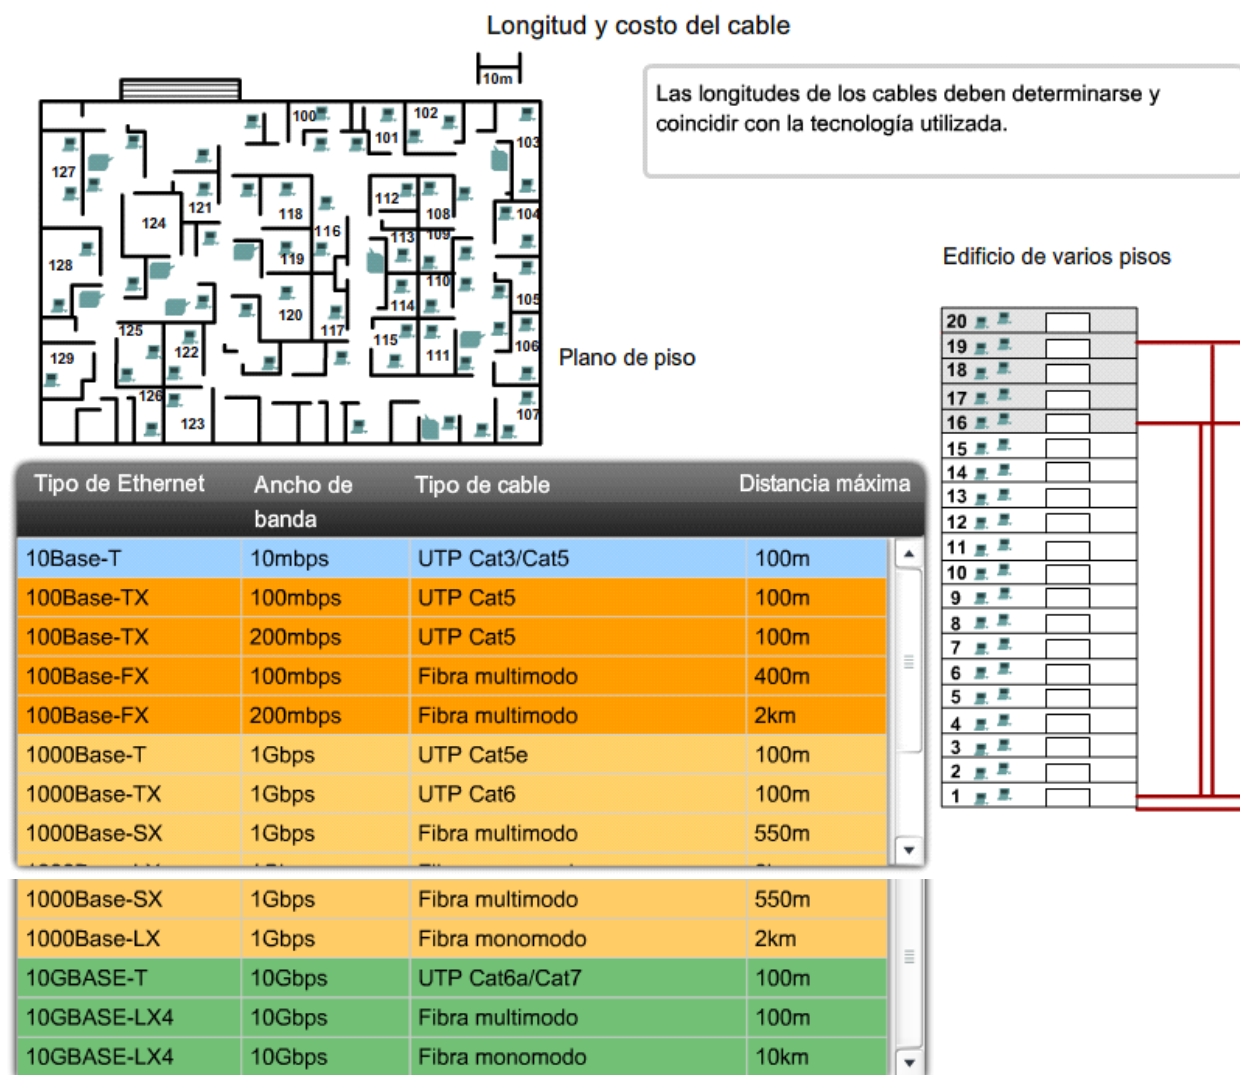 Longitud y costo del cable
10m
Las longitudes de los cables deben determinarse y
coincidir con la tecnología utilizada.
100
101
102
103
127
112
108
104
121
118
124
116
113
109
128
119
110
105
114
120
125
117
115
111
106
129
122
126
123
107
Plano de piso
Edificio de varios pisos
20
19
18
17
16
15
14
13
12
11
10
9
8
7
6
5
4
3
2
1
Tipo de Ethernet Ancho de banda Tipo de cable Distancia máxima
10Base-T 10mbps UTP Cat3/Cat5 100m
100Base-TX 100mbps UTP Cat5 100m
100Base-TX 200mbps UTP Cat5 100m
100Base-FX 100mbps Fibra multimodo 400m
100Base-FX 200mbps Fibra multimodo 2km
1000Base-T 1Gbps UTP Cat5e 100m
1000Base-TX 1Gbps UTP Cat6 100m
1000Base-SX 1Gbps Fibra multimodo 550m
1000Base-SX 1Gbps Fibra multimodo 550m
1000Base-LX 1Gbps Fibra monomodo 2km
10GBASE-T 10Gbps UTP Cat6a/Cat7 100m
10GBASE-LX4 10Gbps Fibra multimodo 100m
10GBASE-LX4 10Gbps Fibra monomodo 10km